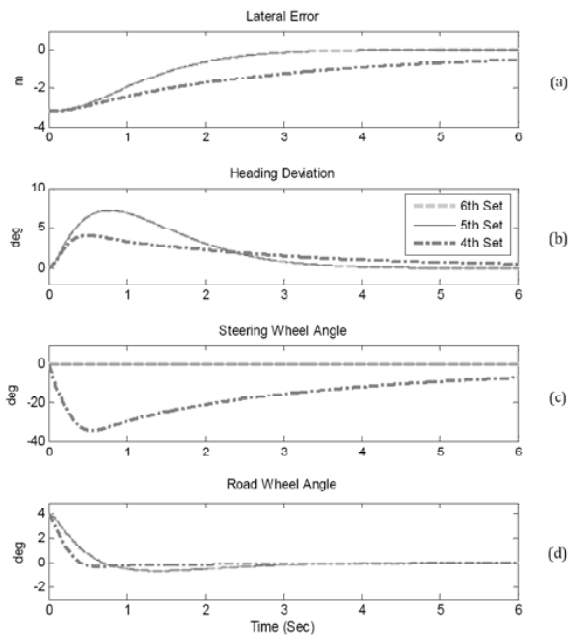 Lateral Error
0
-2
-4
m
0 1 2 3 4 5 6
(a)
Heading Deviation
10
5
0
deg
6th Set
5th Set
4th Set
0 1 2 3 4 5 6
(b)
Steering Wheel Angle
0
-20
-40
deg
0 1 2 3 4 5 6
(c)
Road Wheel Angle
4
2
0
-2
deg
0 1 2 3 4 5 6
Time (Sec)
(d)